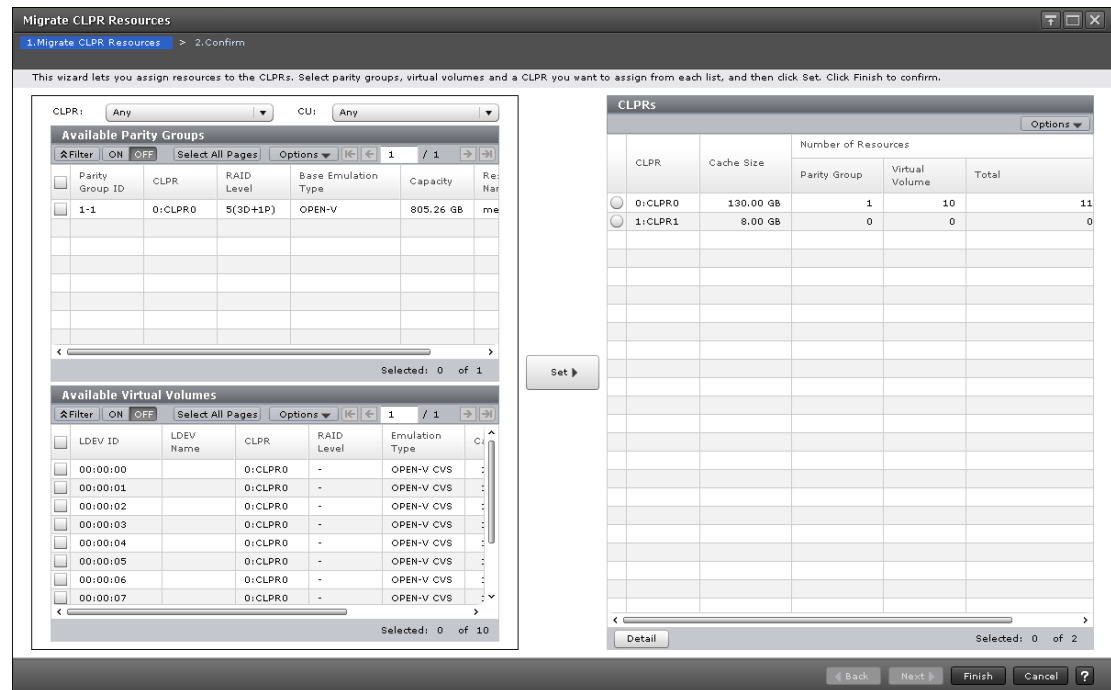 Migrate CLPR Resources
1.Migrate CLPR Resources > 2.Confirm
This wizard lets you assign resources to the CLPRs. Select parity groups, virtual volumes and a CLPR you want to assign from each list, and then click Set. Click Finish to confirm.
CLPR: Any CU: Any
Available Parity Groups
Filter ON OFF Select All Pages Options 1 / 1
Parity Group ID CLPR RAID Level Base Emulation Type Capacity
1-1 0:CLPR0 5(3D+1P) OPEN-V 805.26 GB me
Selected: 0 of 1
Available Virtual Volumes
Filter ON OFF Select All Pages Options 1 / 1
LDEV ID LDEV Name CLPR RAID Level Emulation Type
00:00:00 0:CLPR0 - OPEN-V CVS
00:00:01 0:CLPR0 - OPEN-V CVS
00:00:02 0:CLPR0 - OPEN-V CVS
00:00:03 0:CLPR0 - OPEN-V CVS
00:00:04 0:CLPR0 - OPEN-V CVS
00:00:05 0:CLPR0 - OPEN-V CVS
00:00:06 0:CLPR0 - OPEN-V CVS
00:00:07 0:CLPR0 - OPEN-V CVS
Selected: 0 of 10
Set
CLPRs
Options
CLPR Cache Size Number of Resources
Parity Group Virtual Volume Total
0:CLPR0 130.00 GB 1 10 11
1:CLPR1 8.00 GB 0 0 0
Detail Selected: 0 of 2
Back Next Finish Cancel ?